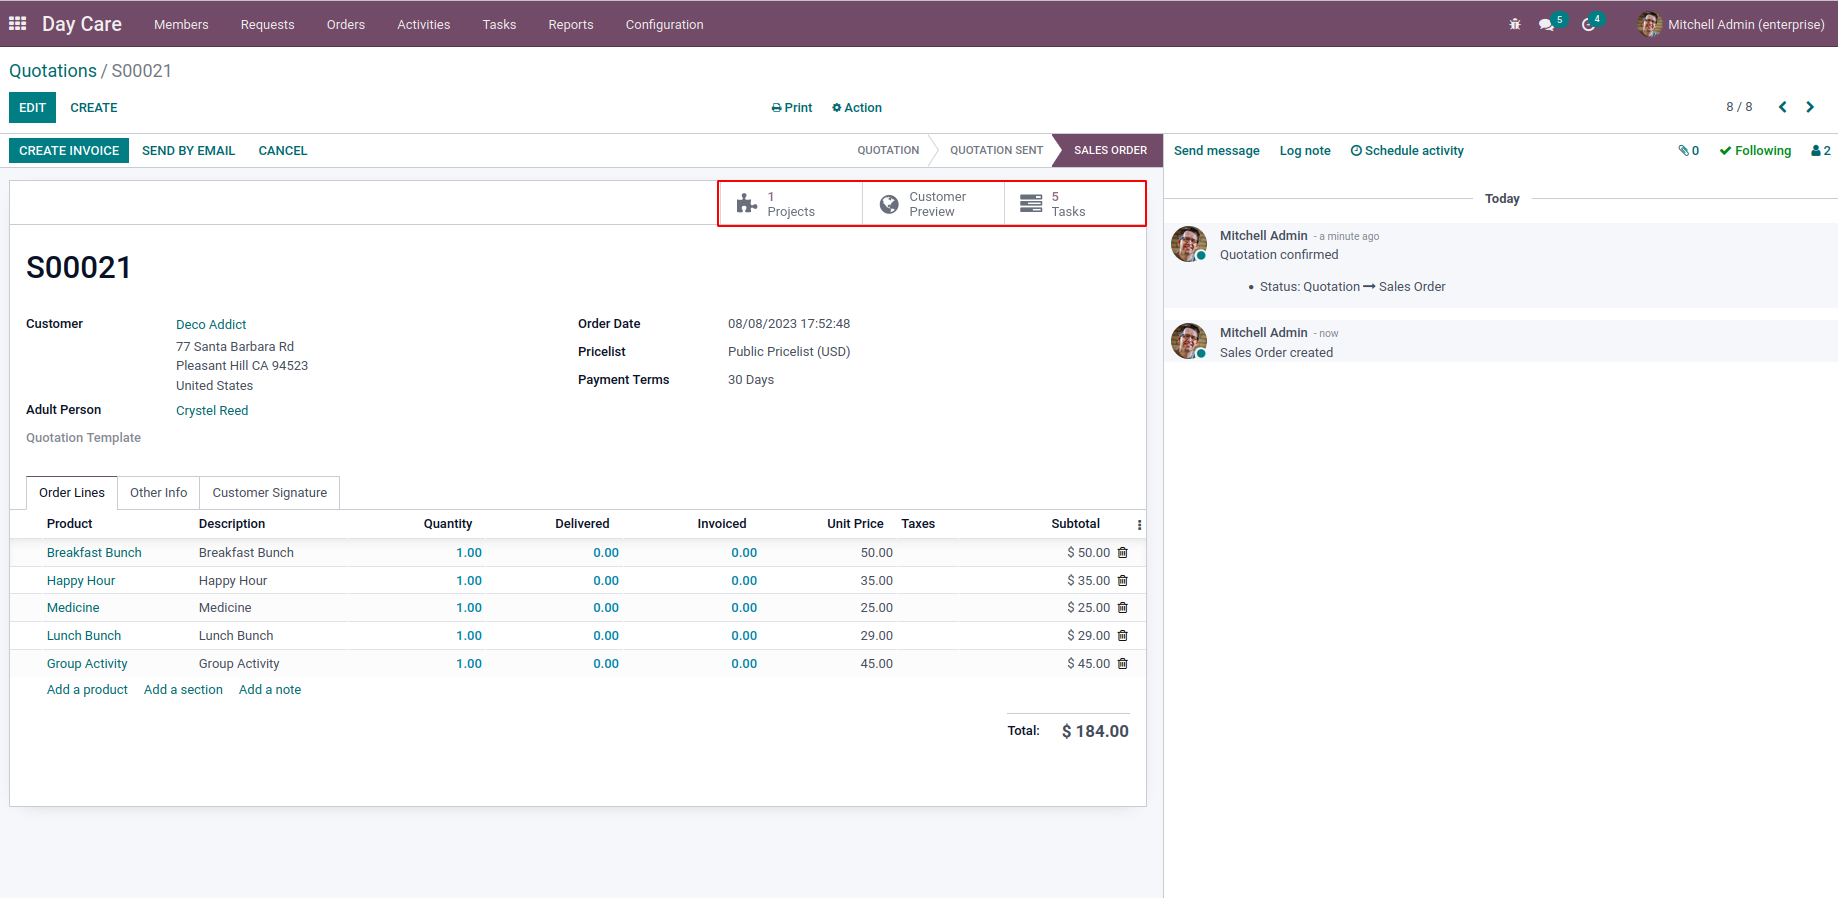 Day Care Members Requests Orders Activities Tasks Reports Configuration 5 4 Mitchell Admin (enterprise)
Quotations / S00021
EDIT CREATE Print Action 8 / 8
CREATE INVOICE SEND BY EMAIL CANCEL QUOTATION QUOTATION SENT SALES ORDER
1 Projects
Customer Preview
5 Tasks
S00021
Customer Deco Addict
77 Santa Barbara Rd
Pleasant Hill CA 94523
United States
Adult Person Crystel Reed
Quotation Template
Order Date 08/08/2023 17:52:48
Pricelist Public Pricelist (USD)
Payment Terms 30 Days
Order Lines Other Info Customer Signature
Product Description Quantity Delivered Invoiced Unit Price Taxes Subtotal
Breakfast Bunch Breakfast Bunch 1.00 0.00 0.00 50.00 $ 50.00
Happy Hour Happy Hour 1.00 0.00 0.00 35.00 $ 35.00
Medicine Medicine 1.00 0.00 0.00 25.00 $ 25.00
Lunch Bunch Lunch Bunch 1.00 0.00 0.00 29.00 $ 29.00
Group Activity Group Activity 1.00 0.00 0.00 45.00 $ 45.00
Add a product Add a section Add a note
Total: $ 184.00
Send message Log note Schedule activity 0 Following 2
Today
Mitchell Admin - a minute ago
Quotation confirmed
• Status: Quotation → Sales Order
Mitchell Admin - now
Sales Order created